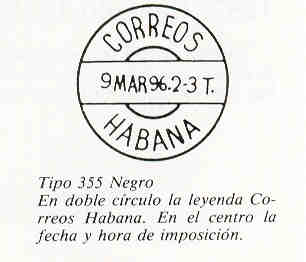 CORREOS
9 MAR 96.2-3 T.
HABANA
Tipo 355 Negro
En doble círculo la leyenda Co-
rreos Habana. En el centro la
fecha y hora de imposición.